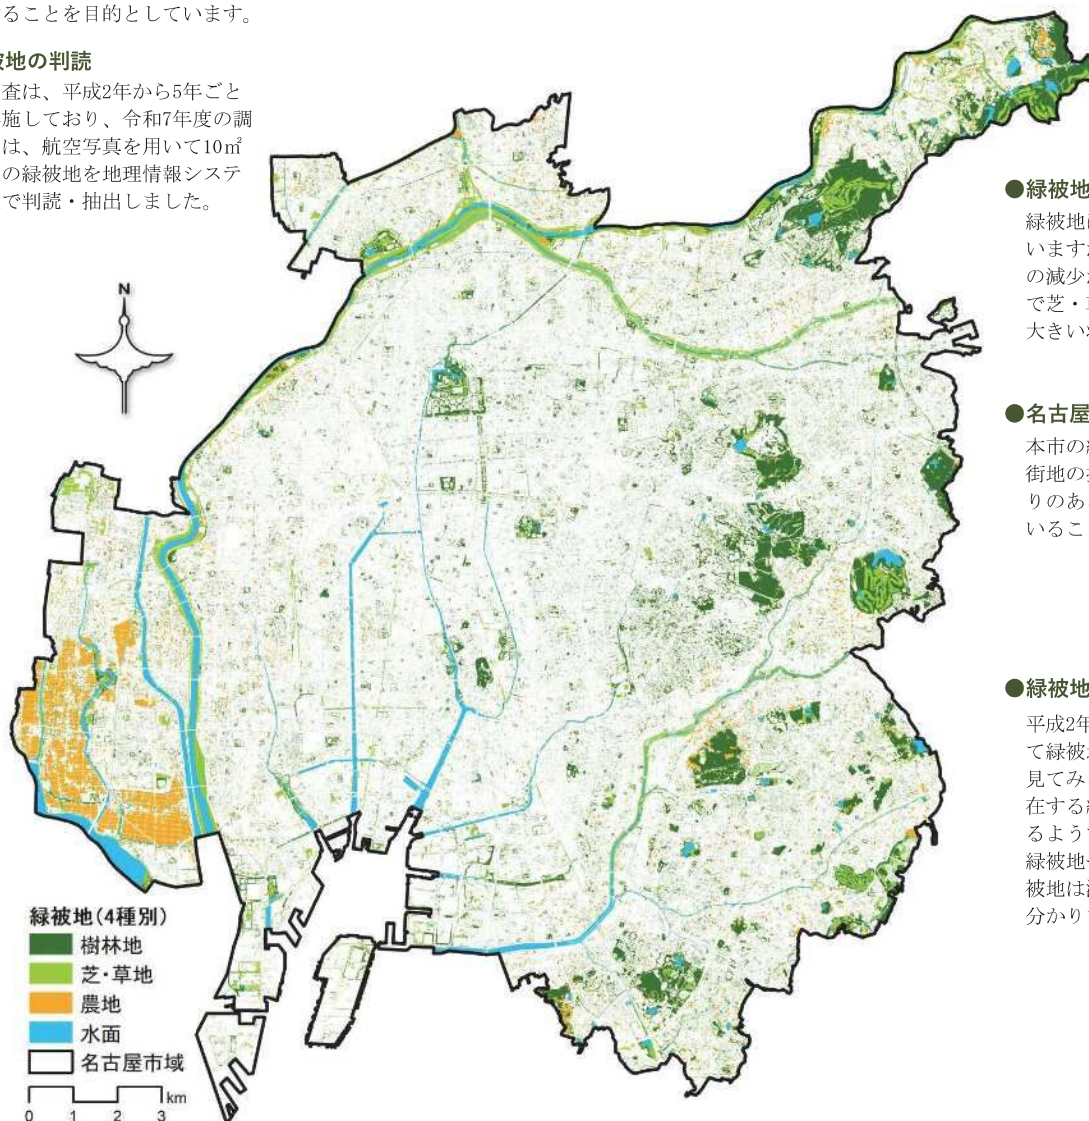 ることを目的としています。
地の判読
査は、平成2年から5年ごと
施しており、令和7年度の調
は、航空写真を用いて10㎡
の緑被地を地理情報システ
で判読・抽出しました。
N
●緑被地
緑被地
います
の減少
で芝・
大きい
●名古屋
本市の
街地の
りのあ
いるこ
●緑被地
平成2年
て緑被
見てみ
在する
るよう
緑被地
被地は
分かり
緑被地(4種別)
樹林地
芝・草地
農地
水面
名古屋市域
km
0 1 2 3